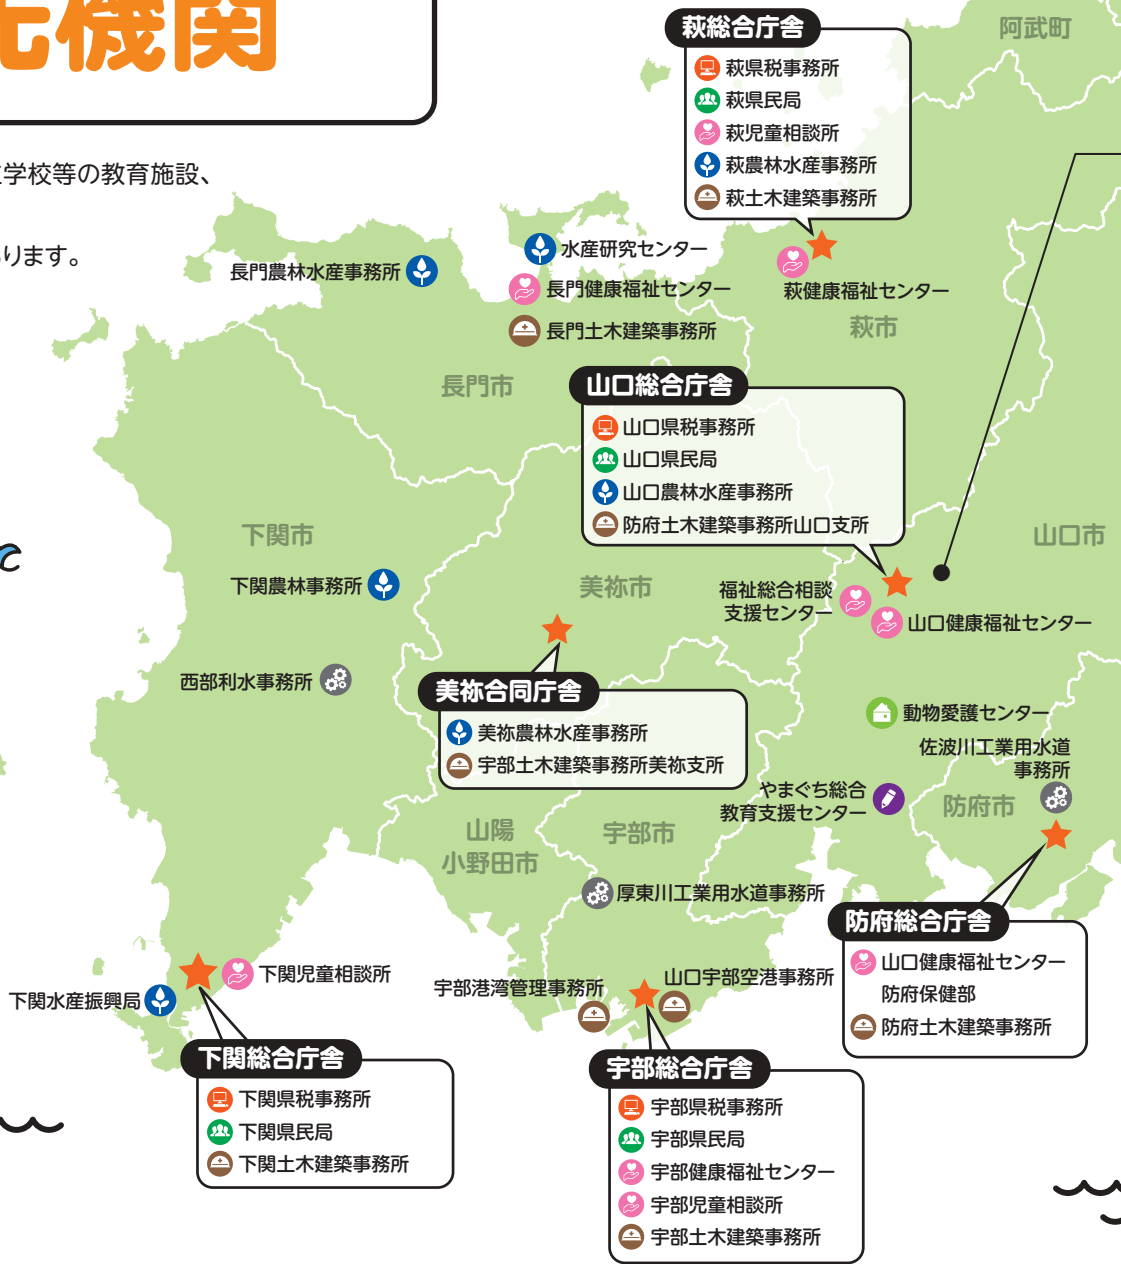 先機関
学校等の教育施設、
ります。
阿武町
萩総合庁舎
萩県税事務所
萩県民局
萩児童相談所
萩農林水産事務所
萩土木建築事務所
萩健康福祉センター
萩市
水産研究センター
長門農林水産事務所
長門健康福祉センター
長門土木建築事務所
長門市
山口総合庁舎
山口県税事務所
山口県民局
山口農林水産事務所
防府土木建築事務所山口支所
下関市
山口市
下関農林事務所
美祢市
福祉総合相談
支援センター
山口健康福祉センター
西部利水事務所
美祢合同庁舎
美祢農林水産事務所
宇部土木建築事務所美祢支所
動物愛護センター
佐波川工業用水道
事務所
やまぐち総合
教育支援センター
防府市
山陽
小野田市
宇部市
厚東川工業用水道事務所
防府総合庁舎
山口健康福祉センター
防府保健部
防府土木建築事務所
下関児童相談所
下関水産振興局
宇部港湾管理事務所
山口宇部空港事務所
下関総合庁舎
下関県税事務所
下関県民局
下関土木建築事務所
宇部総合庁舎
宇部県税事務所
宇部県民局
宇部健康福祉センター
宇部児童相談所
宇部土木建築事務所